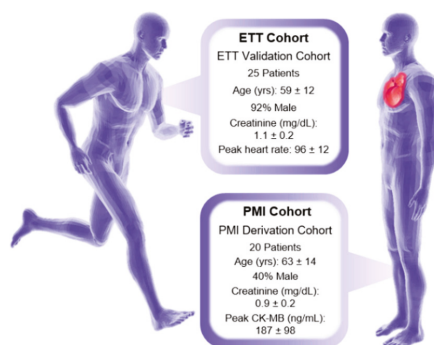 ETT Cohort
ETT Validation Cohort
25 Patients
Age (yrs): 59 ± 12
92% Male
Creatinine (mg/dL):
1.1 ± 0.2
Peak heart rate: 96 ± 12
PMI Cohort
PMI Derivation Cohort
20 Patients
Age (yrs): 63 ± 14
40% Male
Creatinine (mg/dL):
0.9 ± 0.2
Peak CK-MB (ng/mL):
187 ± 98